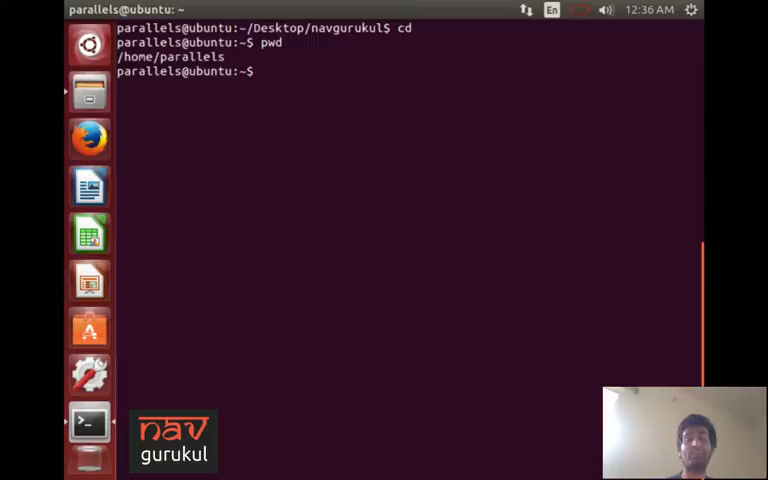 parallels@ubuntu: ~
En
12:36 AM
parallels@ubuntu:~/Desktop/navgurukul$ cd
parallels@ubuntu:~$ pwd
/home/parallels
parallels@ubuntu:~$
nav
gurukul